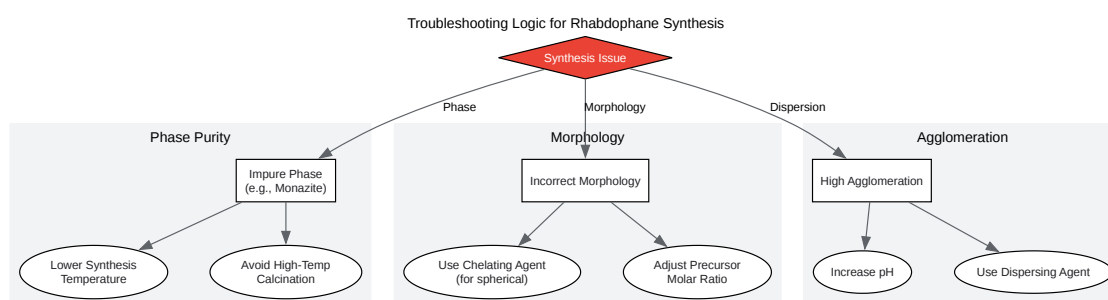 Troubleshooting Logic for Rhabdophane Synthesis
Synthesis Issue
Phase
Morphology
Dispersion
Phase Purity
Morphology
Agglomeration
Impure Phase
(e.g., Monazite)
Incorrect Morphology
High Agglomeration
Lower Synthesis
Temperature
Avoid High-Temp
Calcination
Use Chelating Agent
(for spherical)
Adjust Precursor
Molar Ratio
Increase pH
Use Dispersing Agent